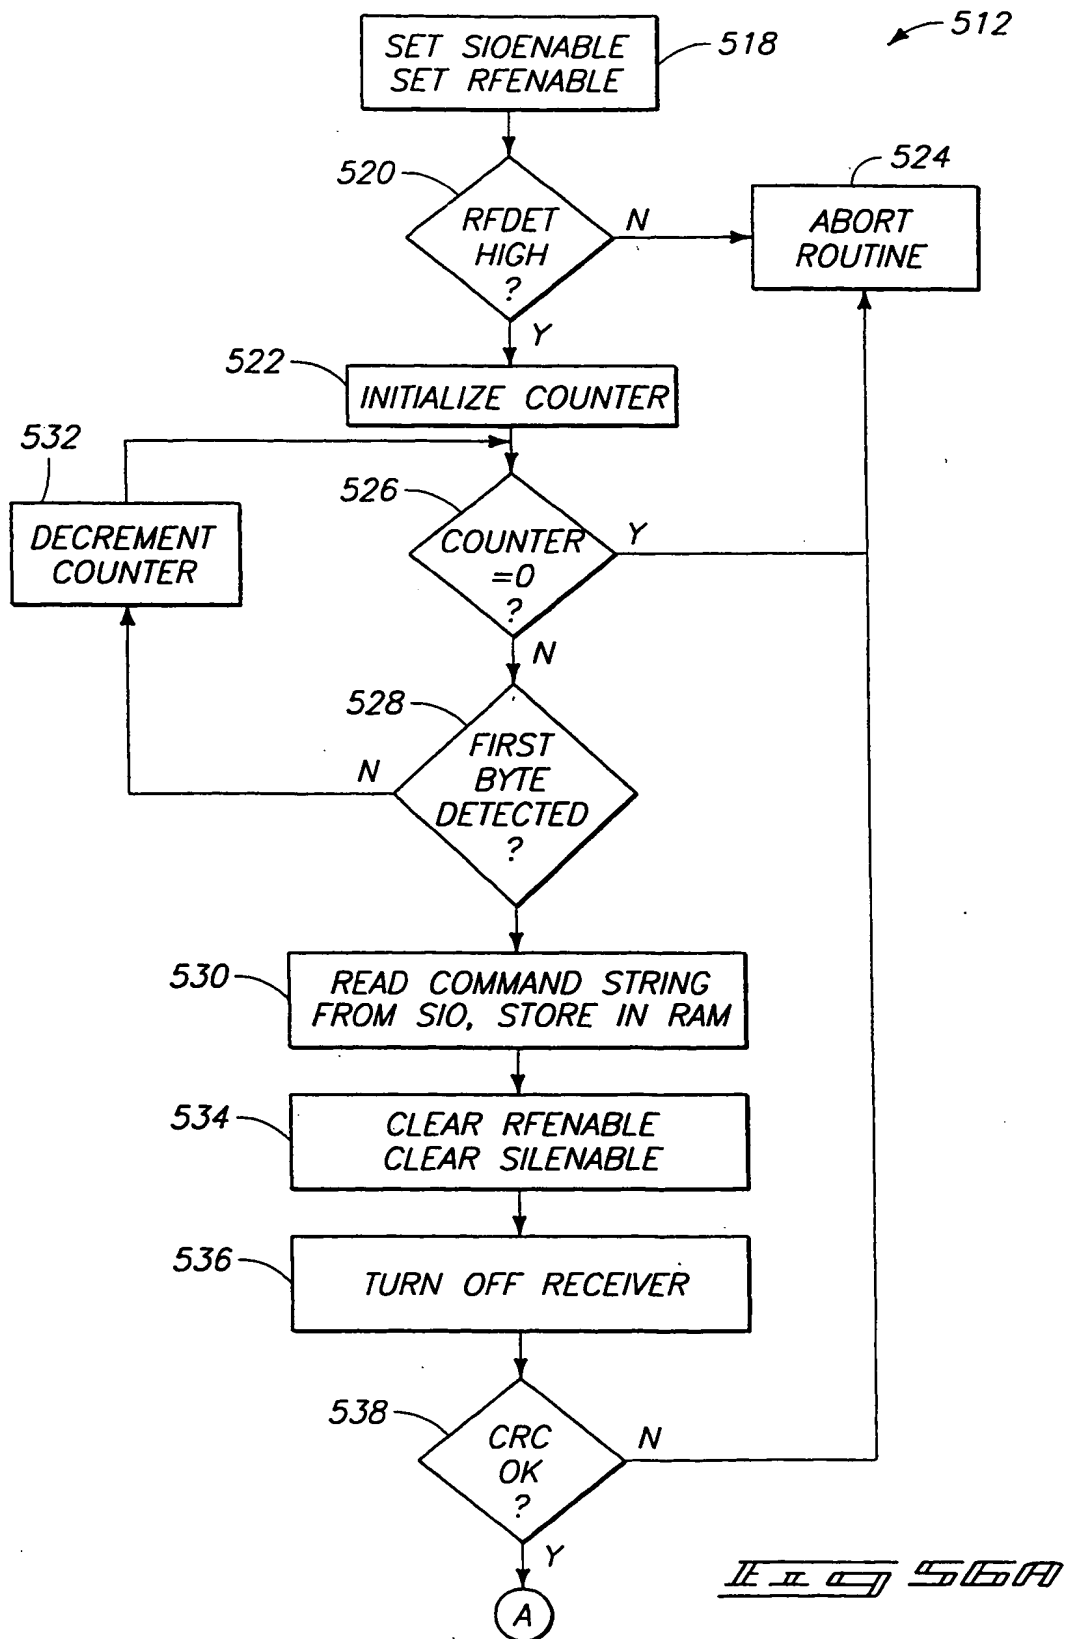 512
SET SIOENABLE
SET RFENABLE
518
520
RFDET
HIGH
?
N
524
ABORT
ROUTINE
Y
522
INITIALIZE COUNTER
532
DECREMENT
COUNTER
526
COUNTER
=0
?
Y
N
528
FIRST
BYTE
DETECTED
?
N
530
READ COMMAND STRING
FROM SIO, STORE IN RAM
534
CLEAR RFENABLE
CLEAR SILENABLE
536
TURN OFF RECEIVER
538
CRC
OK
?
N
Y
A
FIG 56A